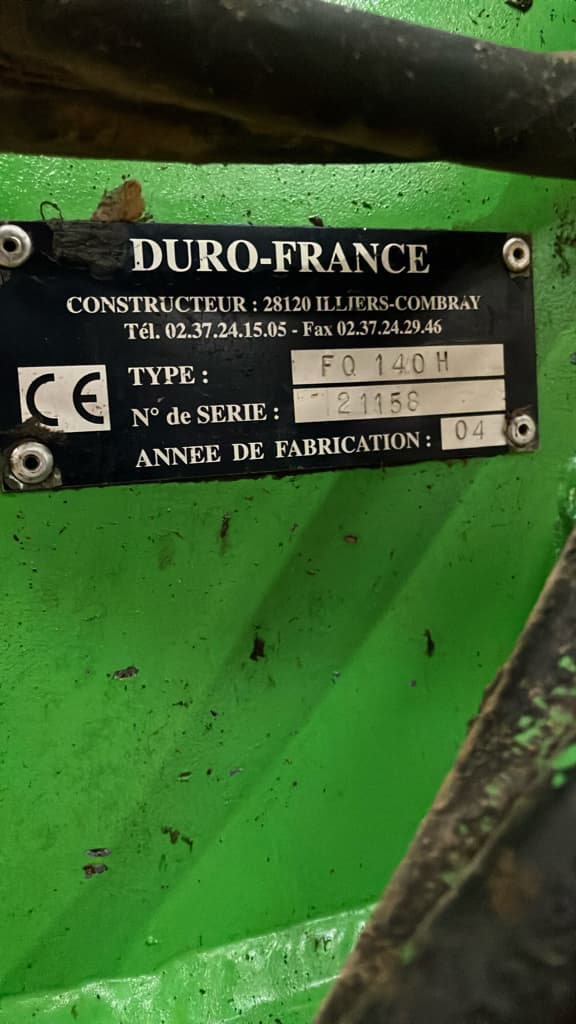 DURO-FRANCE
CONSTRUCTEUR : 28120 ILLIERS-COMBRAY
Tél. 02.37.24.15.05 - Fax 02.37.24.29.46
CE
TYPE : FQ 140 H
N° de SERIE : 21158
ANNEE DE FABRICATION : 04